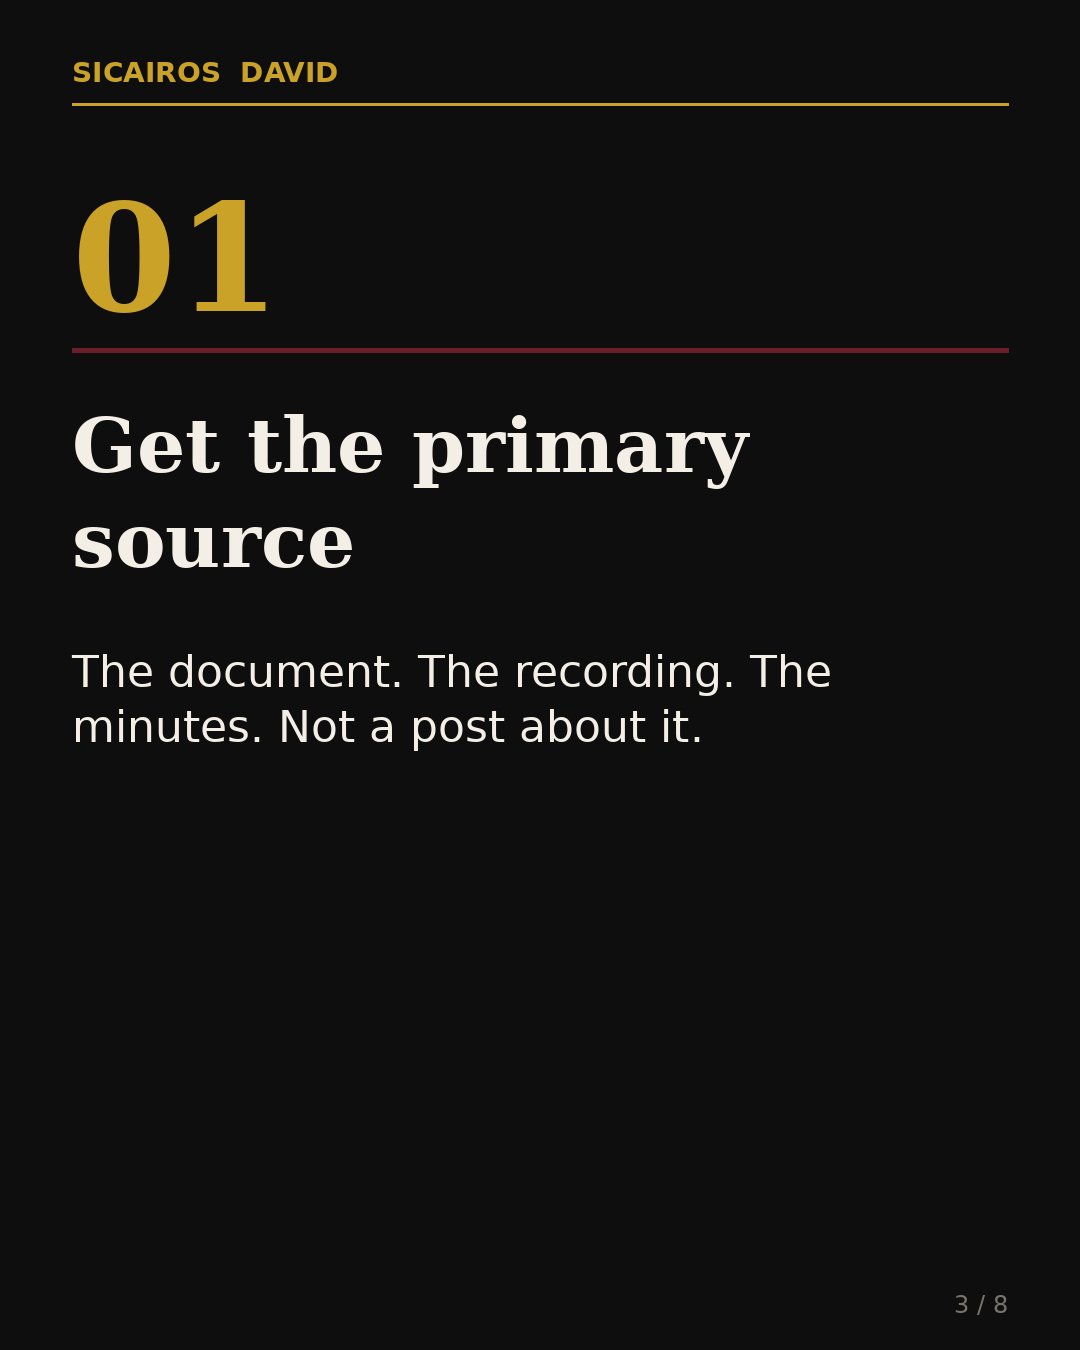 SICAIROS DAVID
01
Get the primary
source
The document. The recording. The
minutes. Not a post about it.
3 / 8